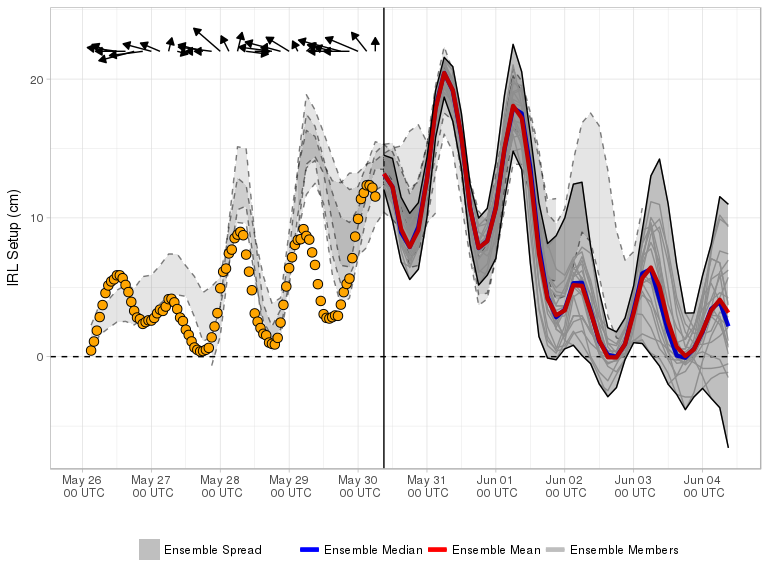 IRL Setup (cm)
20
10
0
May 26 May 27 May 28 May 29 May 30 May 31 Jun 01 Jun 02 Jun 03 Jun 04
00 UTC 00 UTC 00 UTC 00 UTC 00 UTC 00 UTC 00 UTC 00 UTC 00 UTC 00 UTC
Ensemble Spread Ensemble Median Ensemble Mean Ensemble Members